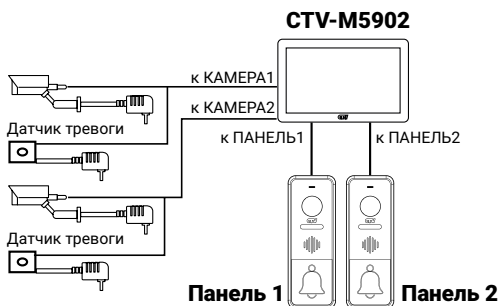 CTV-M5902
к КАМЕРА1
к КАМЕРА2
Датчик тревоги
к ПАНЕЛЬ1
к ПАНЕЛЬ2
Датчик тревоги
Панель 1
Панель 2